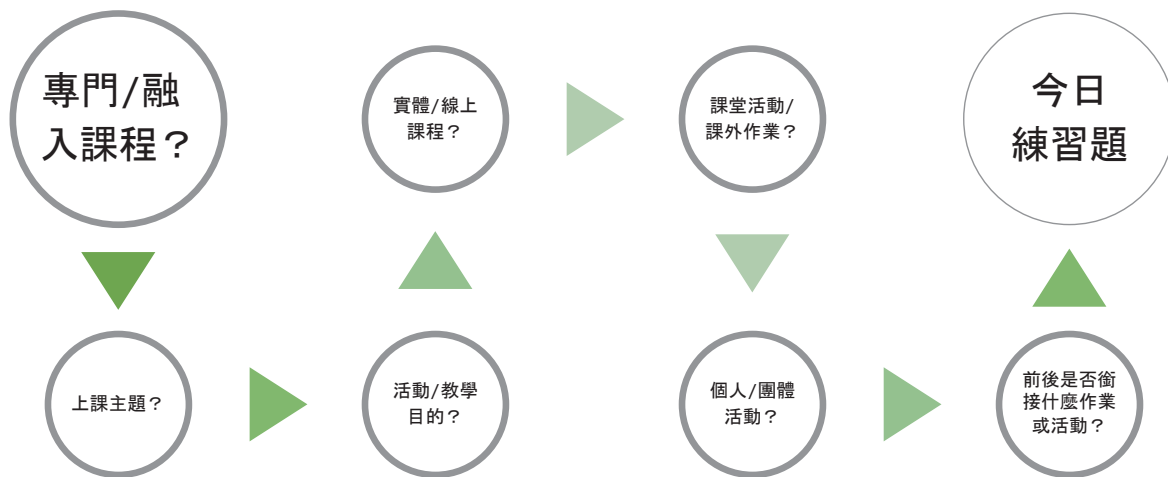 專門/融
入課程？
上課主題？
活動/教學
目的？
實體/線上
課程？
課堂活動/
課外作業？
個人/團體
活動？
前後是否銜
接什麼作業
或活動？
今日
練習題